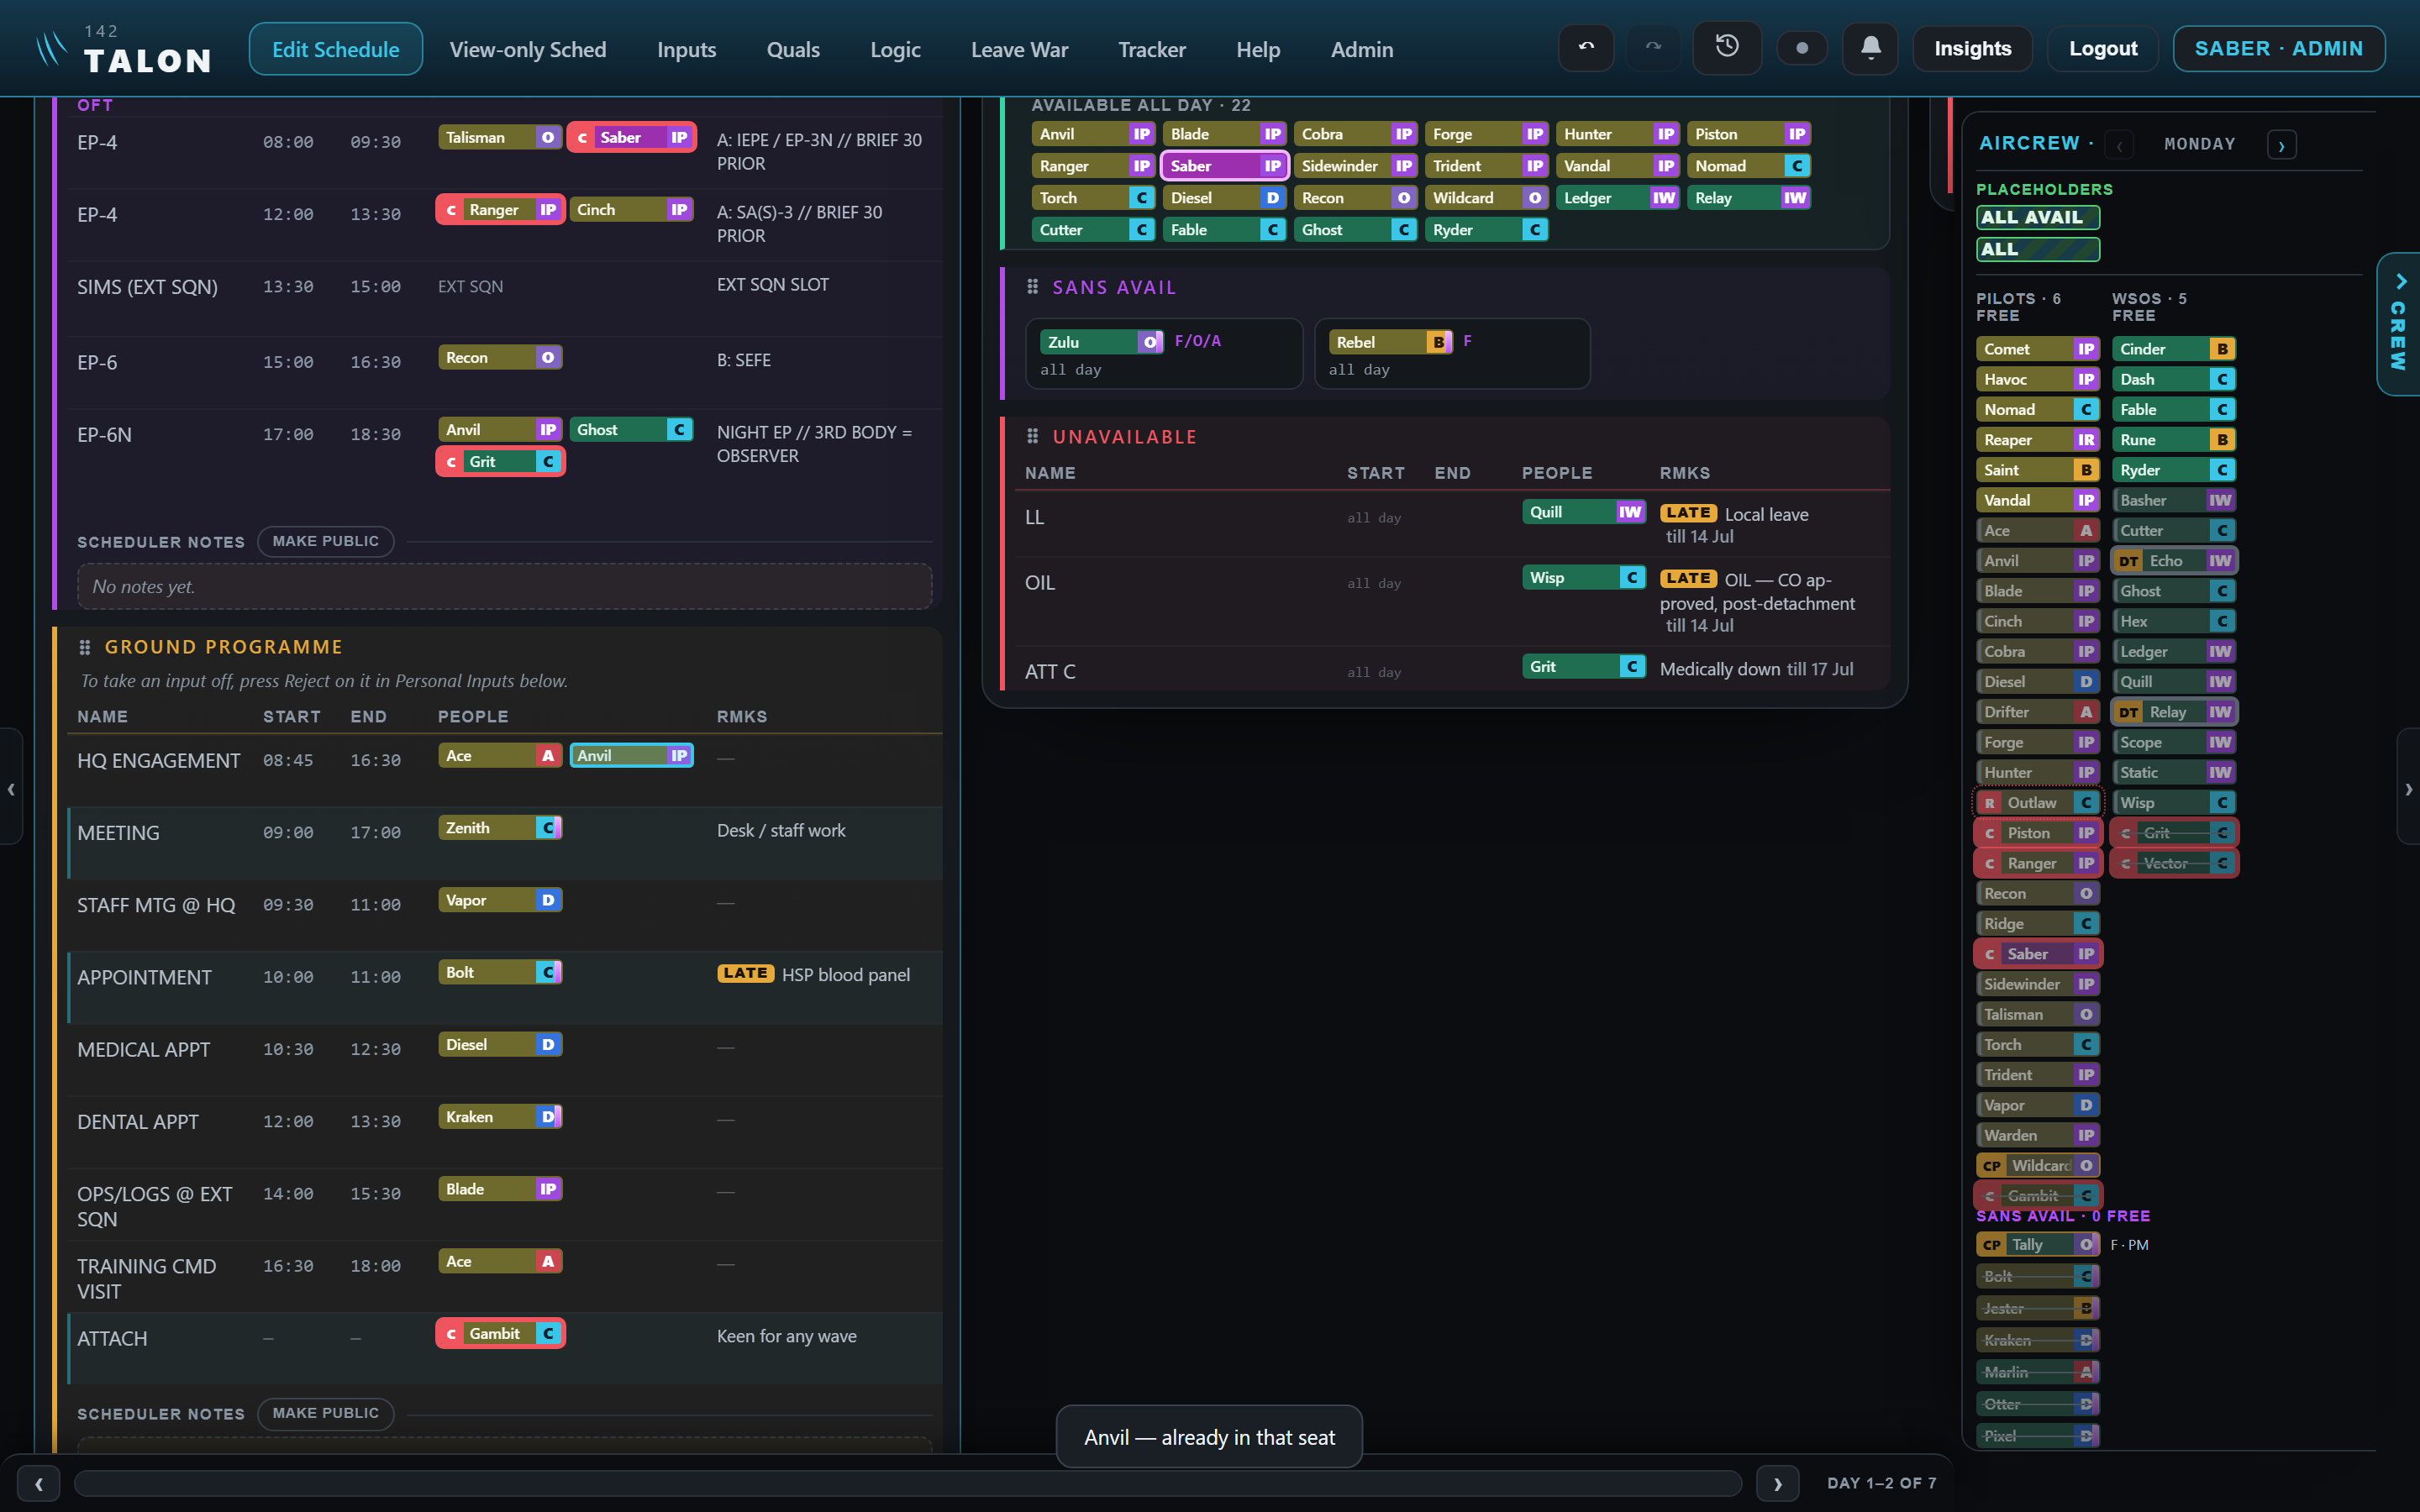 142
TALON
Edit Schedule
View-only Sched
Inputs
Quals
Logic
Leave War
Tracker
Help
Admin
Insights
Logout
SABER · ADMIN
OFT
EP-4 08:00 09:30 Talisman O C Saber IP A: IEPE / EP-3N // BRIEF 30
PRIOR
EP-4 12:00 13:30 C Ranger IP Cinch IP A: SA(S)-3 // BRIEF 30
PRIOR
SIMS (EXT SQN) 13:30 15:00 EXT SQN EXT SQN SLOT
EP-6 15:00 16:30 Recon O B: SEFE
EP-6N 17:00 18:30 Anvil IP Ghost C NIGHT EP // 3RD BODY =
C Grit C OBSERVER
SCHEDULER NOTES MAKE PUBLIC
No notes yet.
GROUND PROGRAMME
To take an input off, press Reject on it in Personal Inputs below.
NAME START END PEOPLE RMKS
HQ ENGAGEMENT 08:45 16:30 Ace A Anvil IP —
MEETING 09:00 17:00 Zenith C Desk / staff work
STAFF MTG @ HQ 09:30 11:00 Vapor D —
APPOINTMENT 10:00 11:00 Bolt C LATE HSP blood panel
MEDICAL APPT 10:30 12:30 Diesel D —
DENTAL APPT 12:00 13:30 Kraken D —
OPS/LOGS @ EXT 14:00 15:30 Blade IP —
SQN
TRAINING CMD 16:30 18:00 Ace A —
VISIT
ATTACH – – C Gambit C Keen for any wave
SCHEDULER NOTES MAKE PUBLIC
AVAILABLE ALL DAY · 22
Anvil IP Blade IP Cobra IP Forge IP Hunter IP Piston IP
Ranger IP Saber IP Sidewinder IP Trident IP Vandal IP Nomad C
Torch C Diesel D Recon O Wildcard O Ledger IW Relay IW
Cutter C Fable C Ghost C Ryder C
SANS AVAIL
Zulu O F/O/A
all day
Rebel B F
all day
UNAVAILABLE
NAME START END PEOPLE RMKS
LL all day Quill IW LATE Local leave
till 14 Jul
OIL all day Wisp C LATE OIL — CO ap-
proved, post-detachment
till 14 Jul
ATT C all day Grit C Medically down till 17 Jul
AIRCREW · ‹ MONDAY ›
PLACEHOLDERS
ALL AVAIL
ALL
PILOTS · 6
FREE
WSOS · 5
FREE
Comet IP Cinder B
Havoc IP Dash C
Nomad C Fable C
Reaper IR Rune B
Saint B Ryder C
Vandal IP Basher IW
Ace A Cutter C
Anvil IP DT Echo IW
Blade IP Ghost C
Cinch IP Hex C
Cobra IP Ledger IW
Diesel D Quill IW
Drifter A DT Relay IW
Forge IP Scope IW
Hunter IP Static IW
R Outlaw C Wisp C
C Piston IP C Grit C
C Ranger IP C Vector C
Recon O
Ridge C
C Saber IP
Sidewinder IP
Talisman O
Torch C
Trident IP
Vapor D
Warden IP
CP Wildcard O
C Gambit C
SANS AVAIL · 0 FREE
CP Tally O F · PM
Bolt C
Jester B
Kraken D
Marlin A
Otter D
Pixel D
CREW
Anvil — already in that seat
DAY 1–2 OF 7